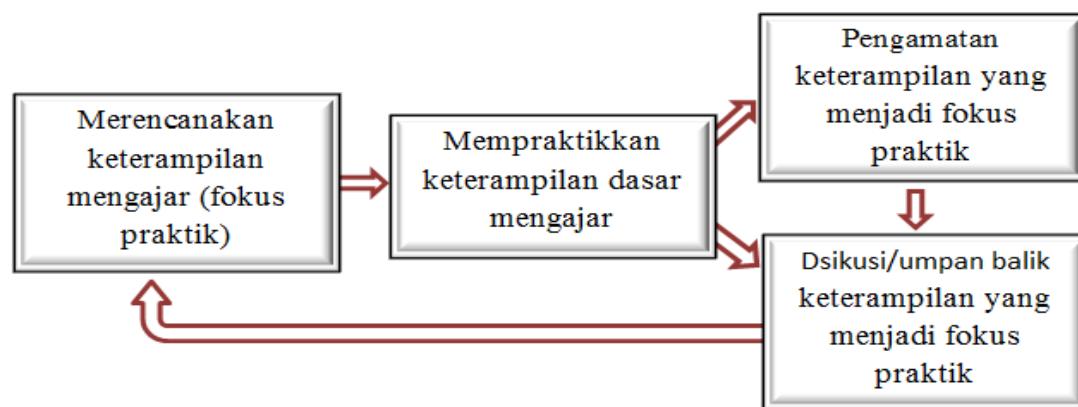 Merencanakan
keterampilan
mengajar (fokus
praktik)
Mempraktikkan
keterampilan dasar
mengajar
Pengamatan
keterampilan yang
menjadi fokus
praktik
Dsikusi/umpan balik
keterampilan yang
menjadi fokus
praktik